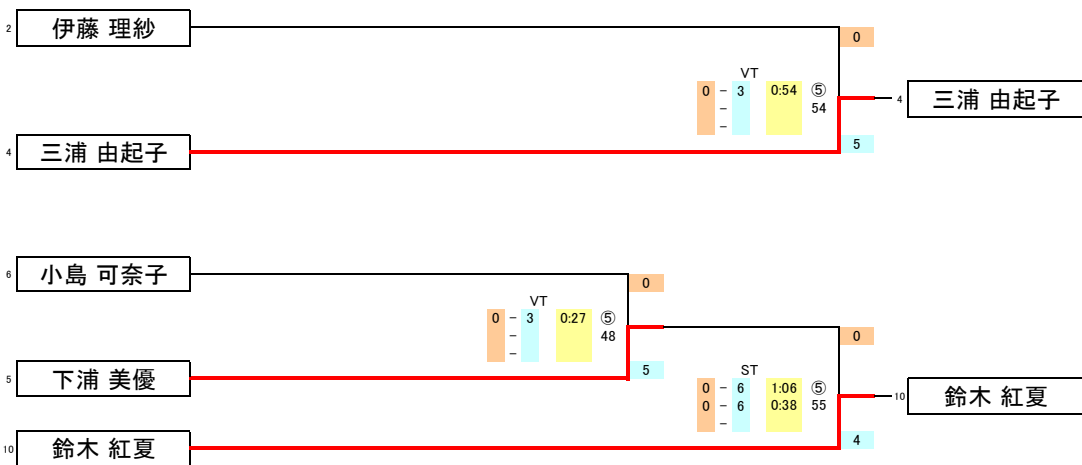 2 伊藤 理紗
0
VT
0 - 3 0:54 ⑤
- 54
-
4 三浦 由起子
4 三浦 由起子
5
6 小島 可奈子
0
VT
0 - 3 0:27 ⑤
- 48
-
0
5 下浦 美優
5
ST
0 - 6 1:06 ⑤
0 - 6 0:38 55
-
10 鈴木 紅夏
10 鈴木 紅夏
4